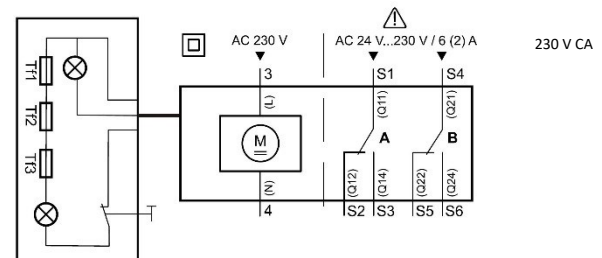 AC 230 V
AC 24 V...230 V / 6 (2) A
230 V CA
3
S1
S4
Tf1
Tf2
Tf3
(L)
(Q11)
(Q21)
M
A
B
(N)
(Q12)
(Q14)
(Q22)
(Q24)
4
S2
S3
S5
S6